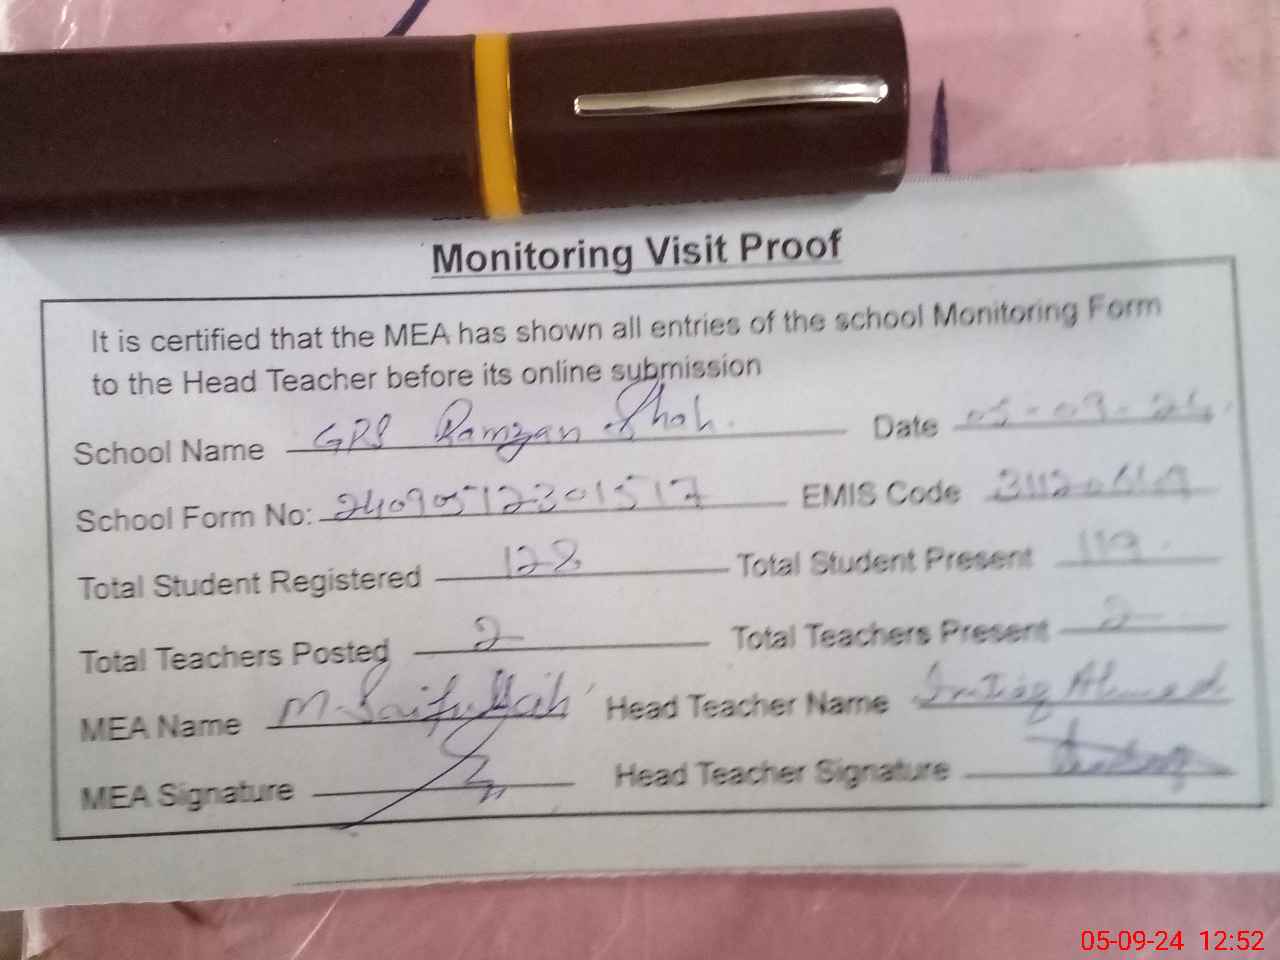 Monitoring Visit Proof
It is certified that the MEA has shown all entries of the school Monitoring Form
to the Head Teacher before its online submission
School Name GPS Ramzan Shah. Date 05-09-24.
School Form No: 24090512301517 EMIS Code
Total Student Registered 128 Total Student Present 119
Total Teachers Posted 2 Total Teachers Present 2
MEA Name M. Saifullah Head Teacher Name Imtiaz Ahmed
MEA Signature Head Teacher Signature
05-09-24 12:52